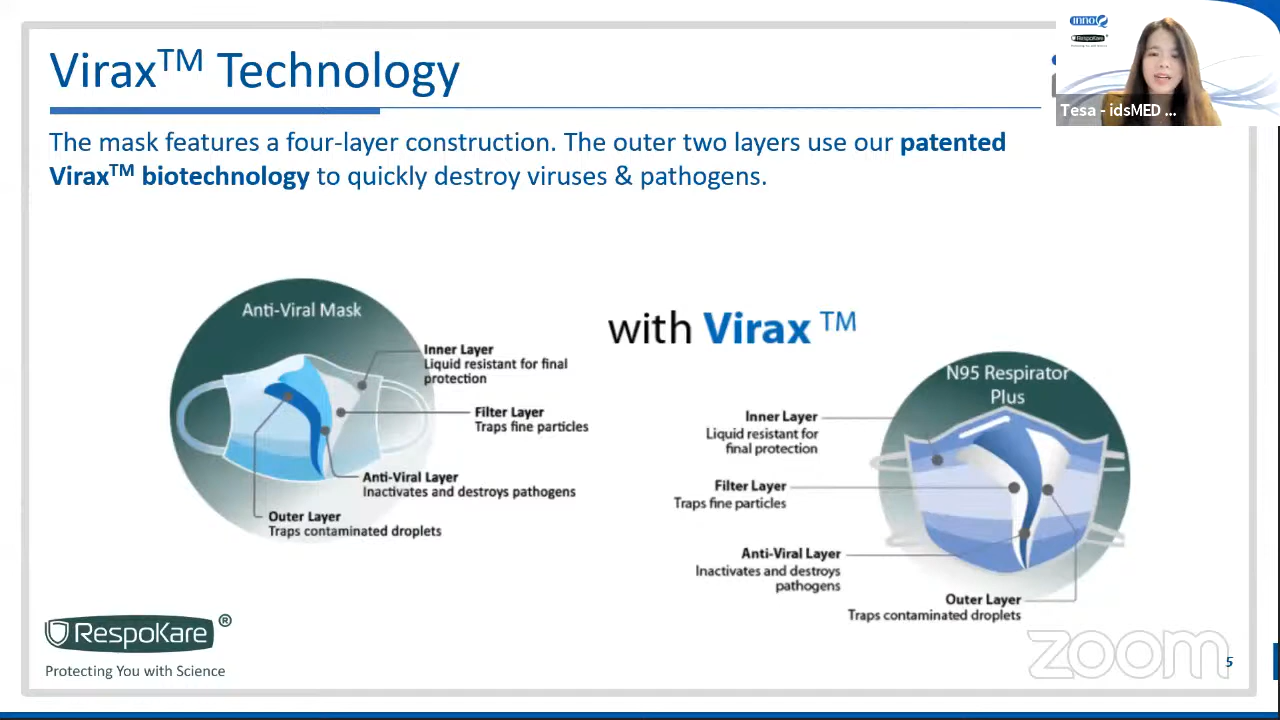 Virax™ Technology
The mask features a four-layer construction. The outer two layers use our patented
Virax™ biotechnology to quickly destroy viruses & pathogens.
inno
RespoKare®
Tesa - idsMED ...
Anti-Viral Mask
Inner Layer
Liquid resistant for final
protection
Filter Layer
Traps fine particles
Anti-Viral Layer
Inactivates and destroys pathogens
Outer Layer
Traps contaminated droplets
with Virax ™
N95 Respirator
Plus
Inner Layer
Liquid resistant for
final protection
Filter Layer
Traps fine particles
Anti-Viral Layer
Inactivates and destroys
pathogens
Outer Layer
Traps contaminated droplets
RespoKare®
Protecting You with Science
zoom
5